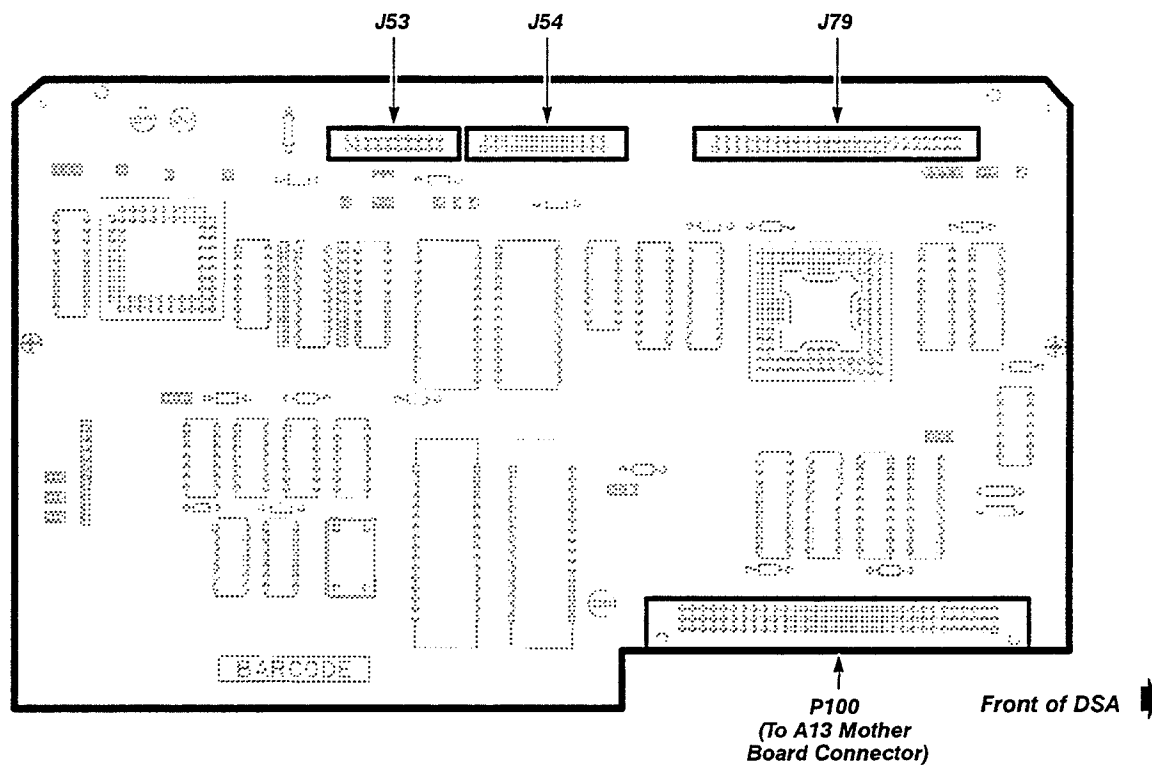 J53
J54
J79
BARCODE
P100
(To A13 Mother
Board Connector)
Front of DSA